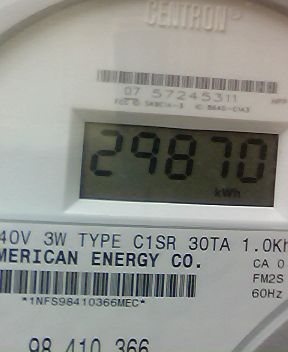 CENTRON®
07 57245311
29870
kWh
40V 3W TYPE C1SR 30TA 1.0Kh
MERICAN ENERGY CO.
CA 0
FM2S
60Hz
*1NFS98410366MEC*
98 410 366